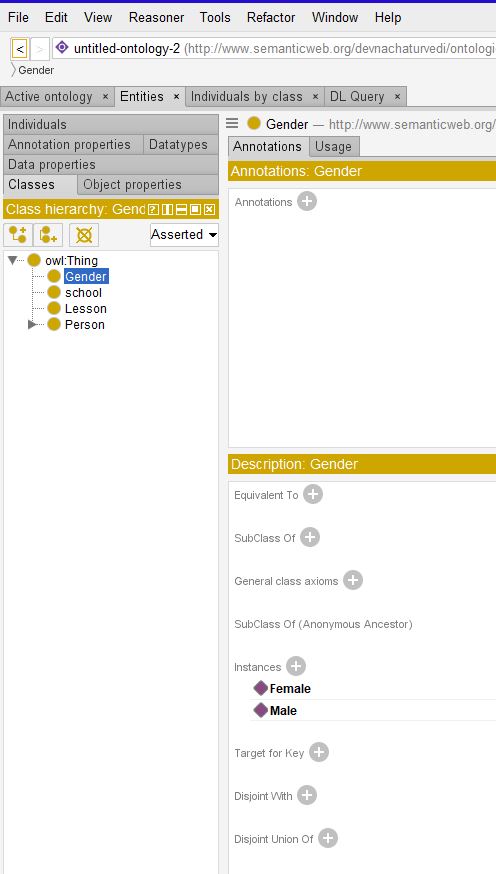 File Edit View Reasoner Tools Refactor Window Help
< > untitled-ontology-2 (http://www.semanticweb.org/devnachaturvedi/ontologi
Gender
Active ontology × Entities × Individuals by class × DL Query ×
Individuals
Annotation properties Datatypes
Data properties
Classes Object properties
Class hierarchy: Gend
Asserted
owl:Thing
Gender
school
Lesson
Person
Gender — http://www.semanticweb.org/
Annotations Usage
Annotations: Gender
Annotations
Description: Gender
Equivalent To
SubClass Of
General class axioms
SubClass Of (Anonymous Ancestor)
Instances
Female
Male
Target for Key
Disjoint With
Disjoint Union Of